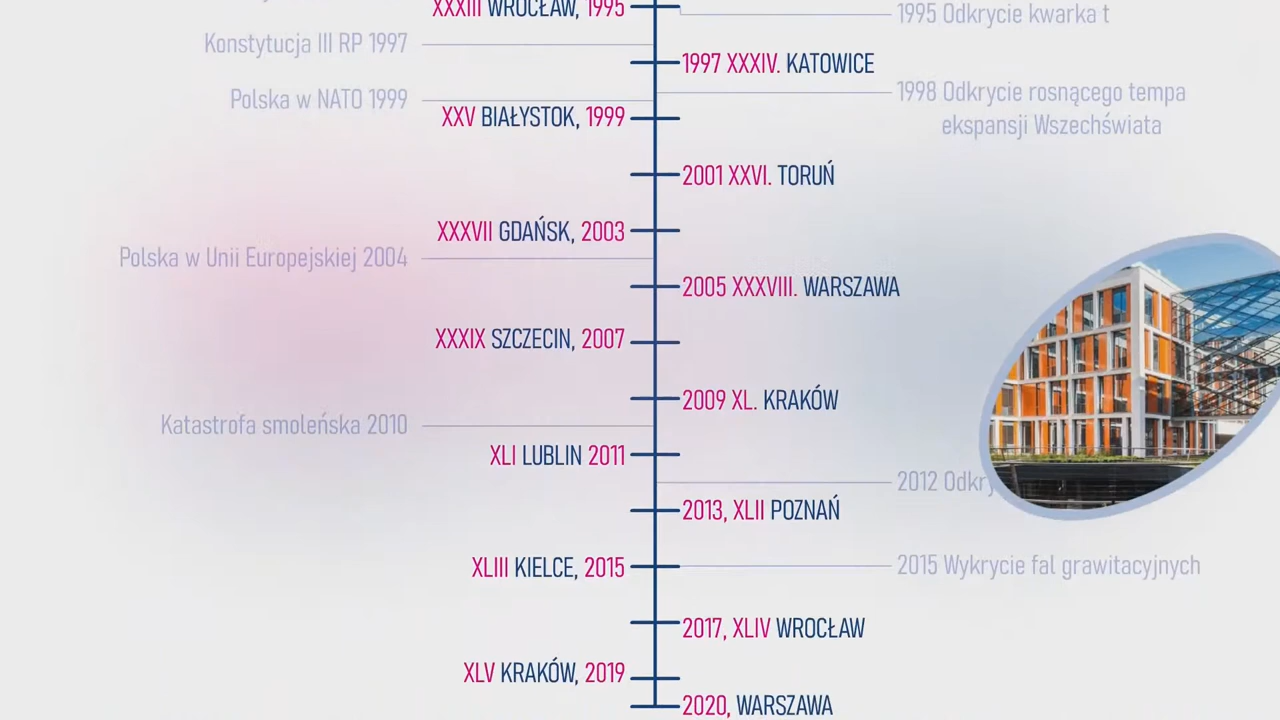 XXXIII WROCŁAW, 1995
1995 Odkrycie kwarka t
Konstytucja III RP 1997
1997 XXXIV. KATOWICE
Polska w NATO 1999
1998 Odkrycie rosnącego tempa
ekspansji Wszechświata
XXV BIAŁYSTOK, 1999
2001 XXVI. TORUŃ
XXXVII GDAŃSK, 2003
Polska w Unii Europejskiej 2004
2005 XXXVIII. WARSZAWA
XXXIX SZCZECIN, 2007
2009 XL. KRAKÓW
Katastrofa smoleńska 2010
XLI LUBLIN 2011
2012
2013, XLII POZNAŃ
XLIII KIELCE, 2015
2015 Wykrycie fal grawitacyjnych
2017, XLIV WROCŁAW
XLV KRAKÓW, 2019
2020, WARSZAWA